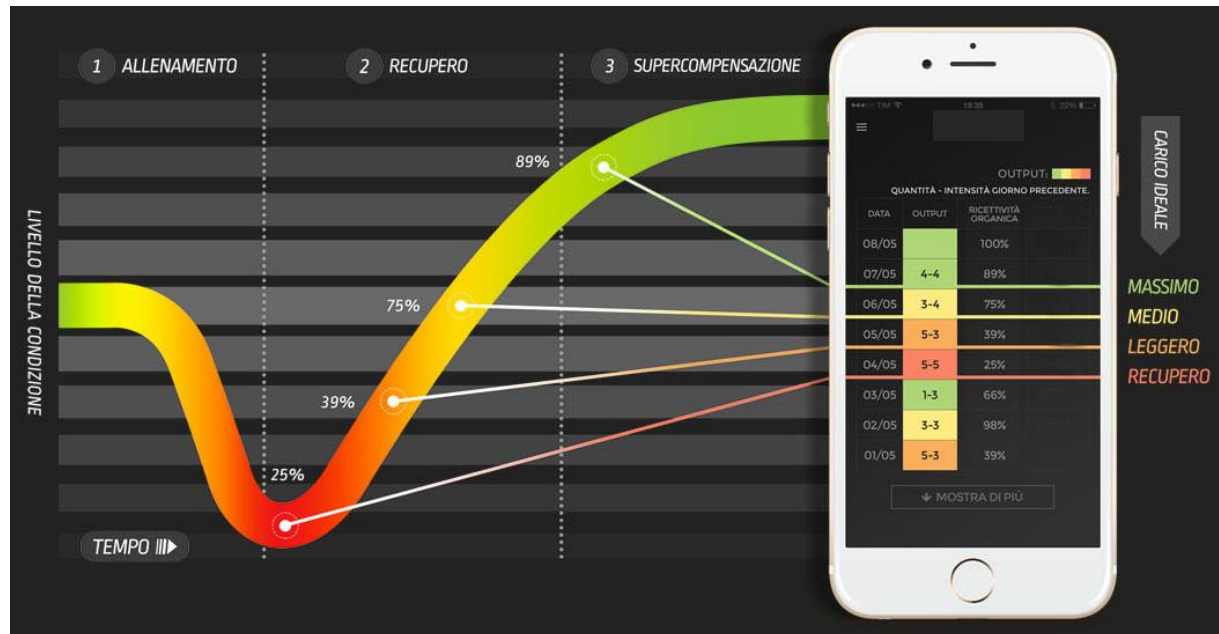 1 ALLENAMENTO
2 RECUPERO
3 SUPERCOMPENSAZIONE
LIVELLO DELLA CONDIZIONE
89%
75%
39%
25%
TEMPO
TIM 19:39 22%
OUTPUT:
QUANTITÀ - INTENSITÀ GIORNO PRECEDENTE.
DATA OUTPUT RICETTIVITÀ
ORGANICA
08/05 100%
07/05 4-4 89%
06/05 3-4 75%
05/05 5-3 39%
04/05 5-5 25%
03/05 1-3 66%
02/05 3-3 98%
01/05 5-3 39%
MOSTRA DI PIÙ
CARICO IDEALE
MASSIMO
MEDIO
LEGGERO
RECUPERO